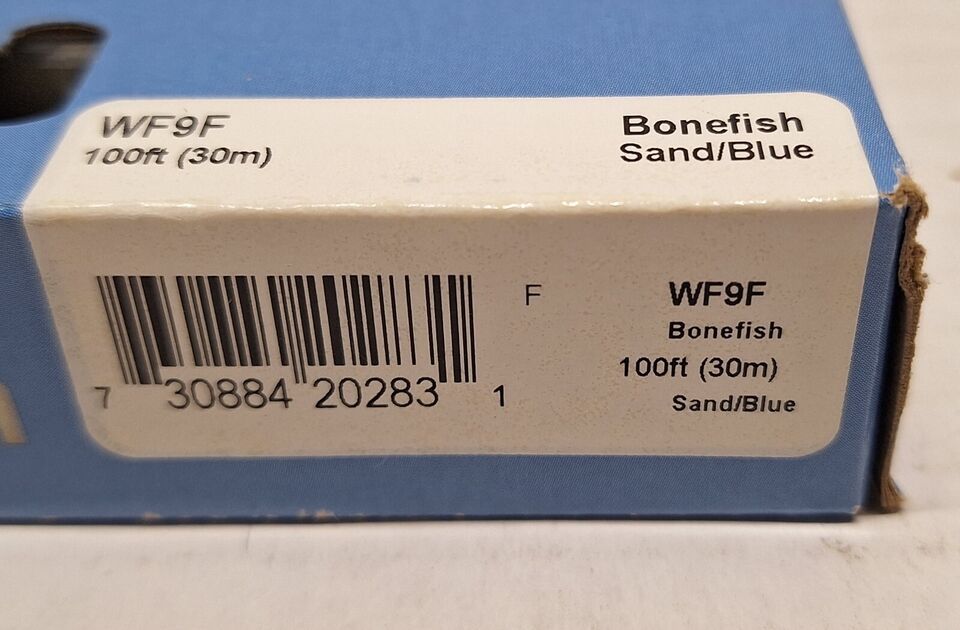 WF9F
100ft (30m)
Bonefish
Sand/Blue
7 30884 20283 1
F
WF9F
Bonefish
100ft (30m)
Sand/Blue